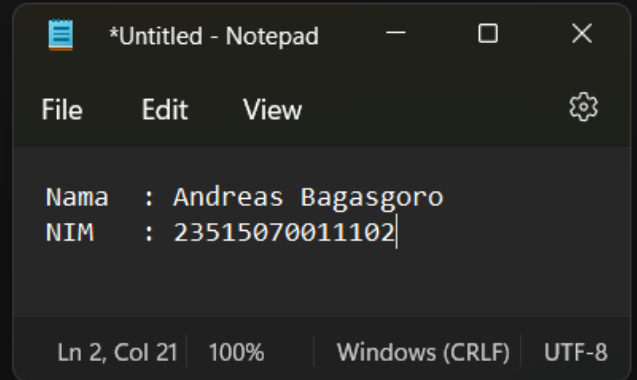 *Untitled - Notepad
File Edit View
Nama  : Andreas Bagasgoro
NIM   : 23515070011102
Ln 2, Col 21 100% Windows (CRLF) UTF-8